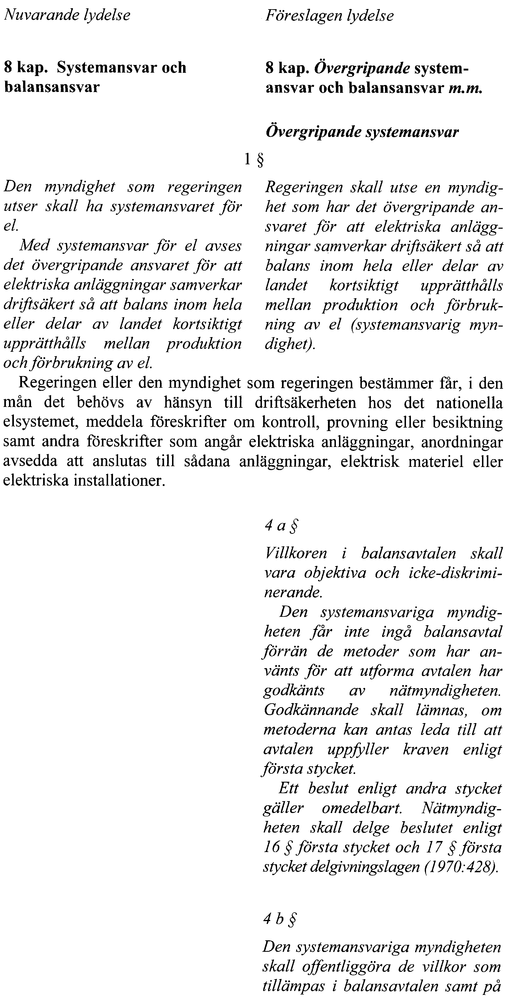 Nuvarande lydelse
Föreslagen lydelse
8 kap. Systemansvar och
balansansvar
8 kap. Övergripande system-
ansvar och balansansvar m.m.
Övergripande systemansvar
1 §
Den myndighet som regeringen
utser skall ha systemansvaret för
el.
Med systemansvar för el avses
det övergripande ansvaret för att
elektriska anläggningar samverkar
driftsäkert så att balans inom hela
eller delar av landet kortsiktigt
upprätthålls mellan produktion
och förbrukning av el.
Regeringen skall utse en myndig-
het som har det övergripande an-
svaret för att elektriska anlägg-
ningar samverkar driftsäkert så att
balans inom hela eller delar av
landet kortsiktigt upprätthålls
mellan produktion och förbruk-
ning av el (systemansvarig myn-
dighet).
Regeringen eller den myndighet som regeringen bestämmer får, i den
mån det behövs av hänsyn till driftsäkerheten hos det nationella
elsystemet, meddela föreskrifter om kontroll, provning eller besiktning
samt andra föreskrifter som angår elektriska anläggningar, anordningar
avsedda att anslutas till sådana anläggningar, elektrisk materiel eller
elektriska installationer.
4 a §
Villkoren i balansavtalen skall
vara objektiva och icke-diskrimi-
nerande.
Den systemansvariga myndig-
heten får inte ingå balansavtal
förrän de metoder som har an-
vänts för att utforma avtalen har
godkänts av nätmyndigheten.
Godkännande skall lämnas, om
metoderna kan antas leda till att
avtalen uppfyller kraven enligt
första stycket.
Ett beslut enligt andra stycket
gäller omedelbart. Nätmyndig-
heten skall delge beslutet enligt
16 § första stycket och 17 § första
stycket delgivningslagen (1970:428).
4 b §
Den systemansvariga myndigheten
skall offentliggöra de villkor som
tillämpas i balansavtalen samt på